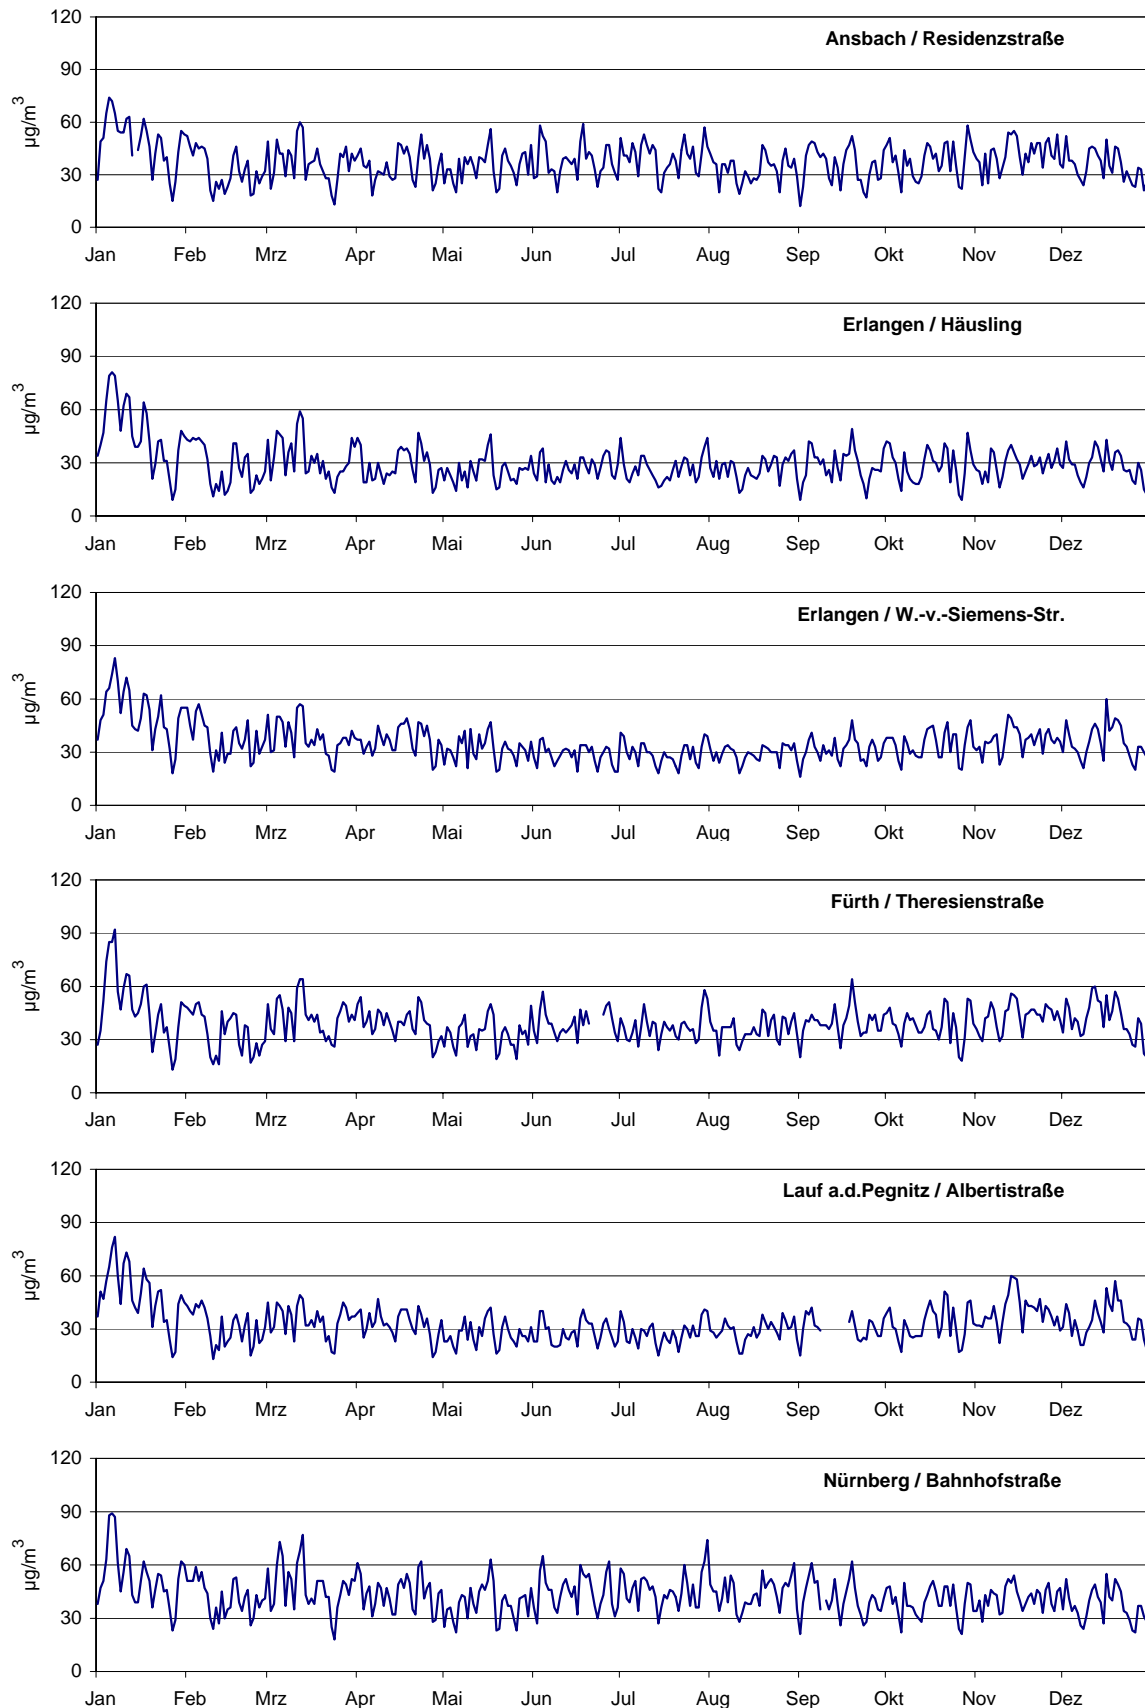 120
Ansbach / Residenzstraße
90
60
30
0
µg/m³
Jan Feb Mrz Apr Mai Jun Jul Aug Sep Okt Nov Dez
120
Erlangen / Häusling
90
60
30
0
µg/m³
Jan Feb Mrz Apr Mai Jun Jul Aug Sep Okt Nov Dez
120
Erlangen / W.-v.-Siemens-Str.
90
60
30
0
µg/m³
Jan Feb Mrz Apr Mai Jun Jul Aug Sep Okt Nov Dez
120
Fürth / Theresienstraße
90
60
30
0
µg/m³
Jan Feb Mrz Apr Mai Jun Jul Aug Sep Okt Nov Dez
120
Lauf a.d.Pegnitz / Albertistraße
90
60
30
0
µg/m³
Jan Feb Mrz Apr Mai Jun Jul Aug Sep Okt Nov Dez
120
Nürnberg / Bahnhofstraße
90
60
30
0
µg/m³
Jan Feb Mrz Apr Mai Jun Jul Aug Sep Okt Nov Dez